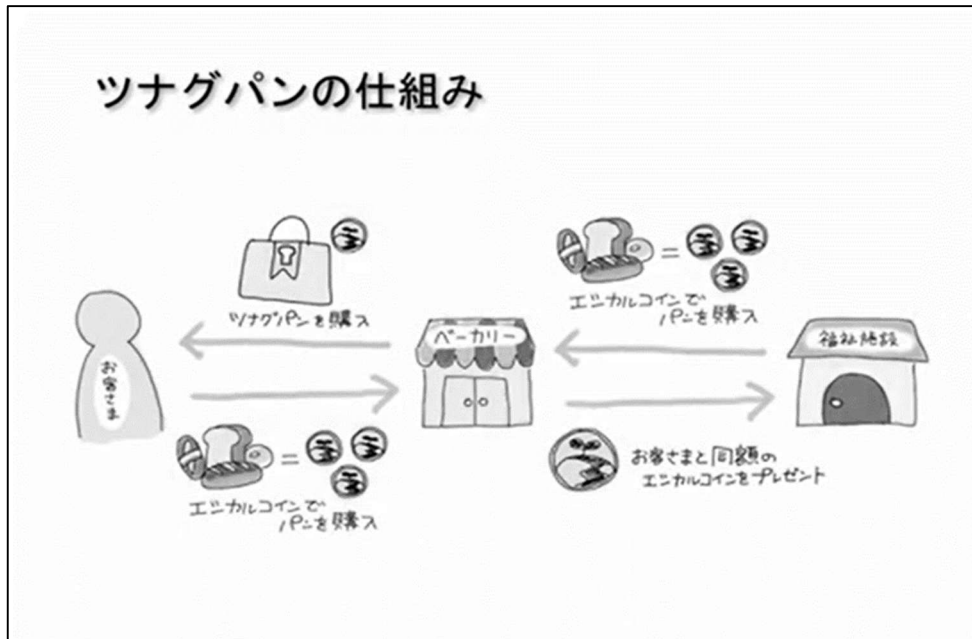 ツナグパンの仕組み
ツナグパンを購入
エシカルコインで
パンを購入
ベーカリー
福祉施設
お客さま
エシカルコインで
パンを購入
お客さまと同額の
エシカルコインをプレゼント